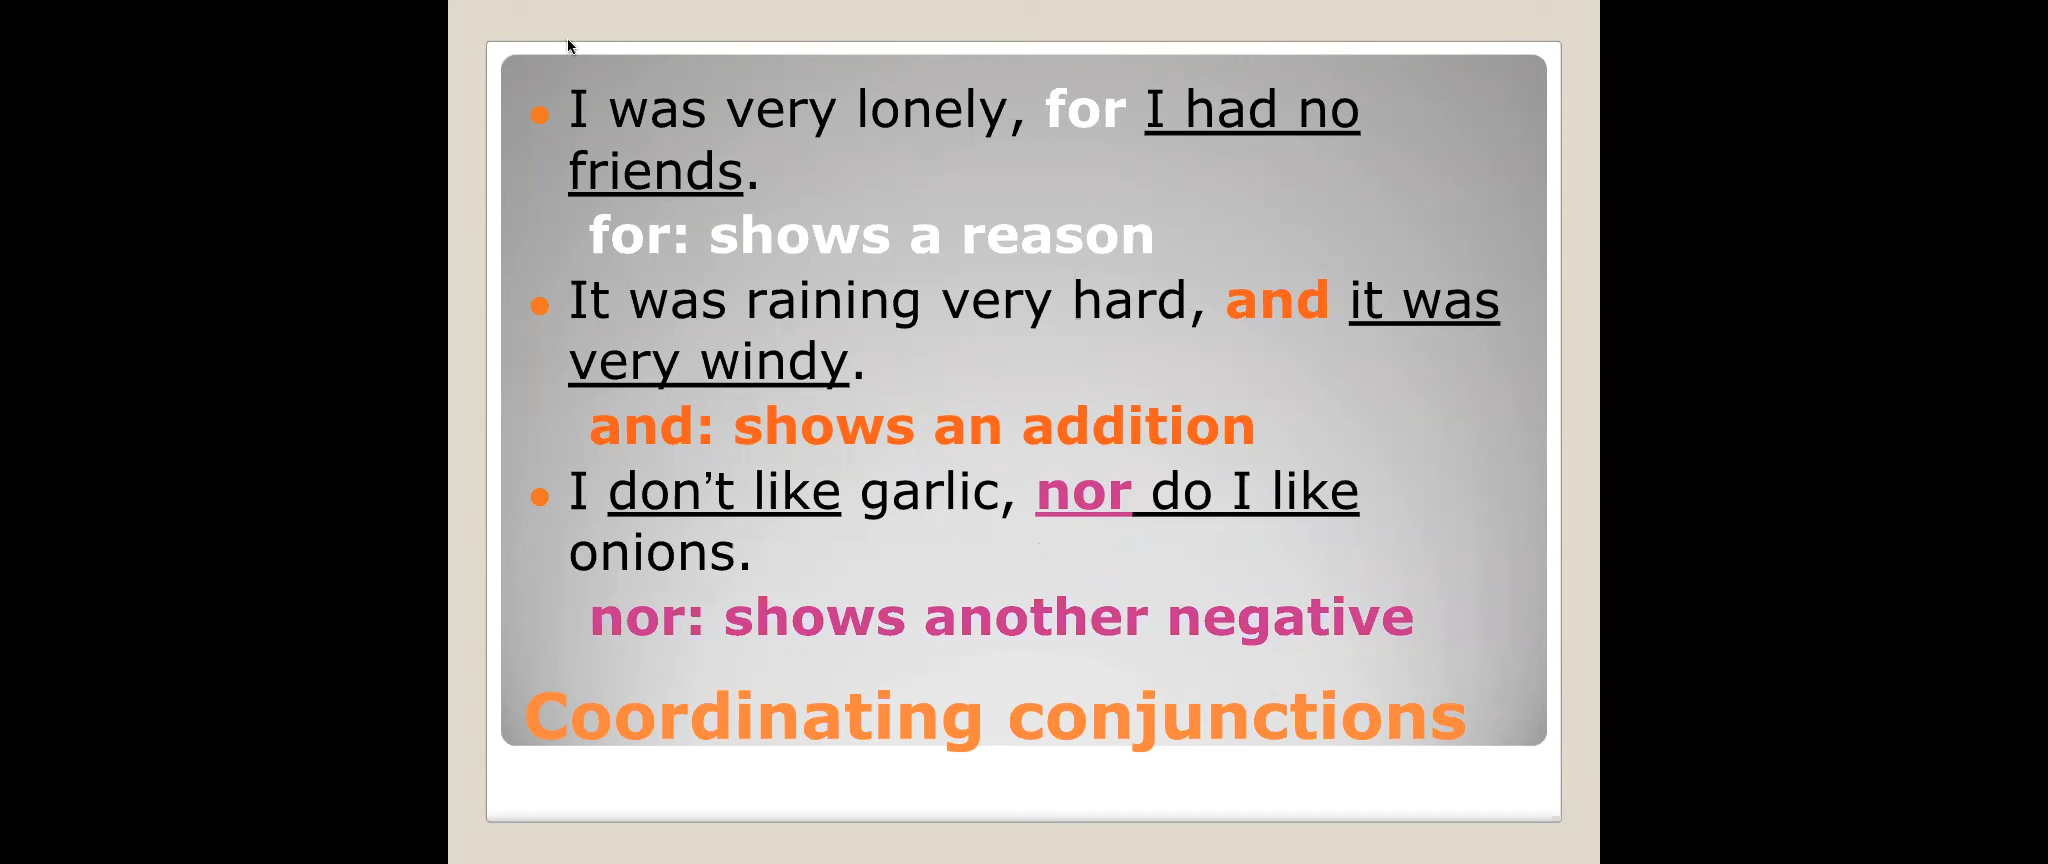 I was very lonely, for I had no
friends.
for: shows a reason
It was raining very hard, and it was
very windy.
and: shows an addition
I don’t like garlic, nor do I like
onions.
nor: shows another negative
Coordinating conjunctions